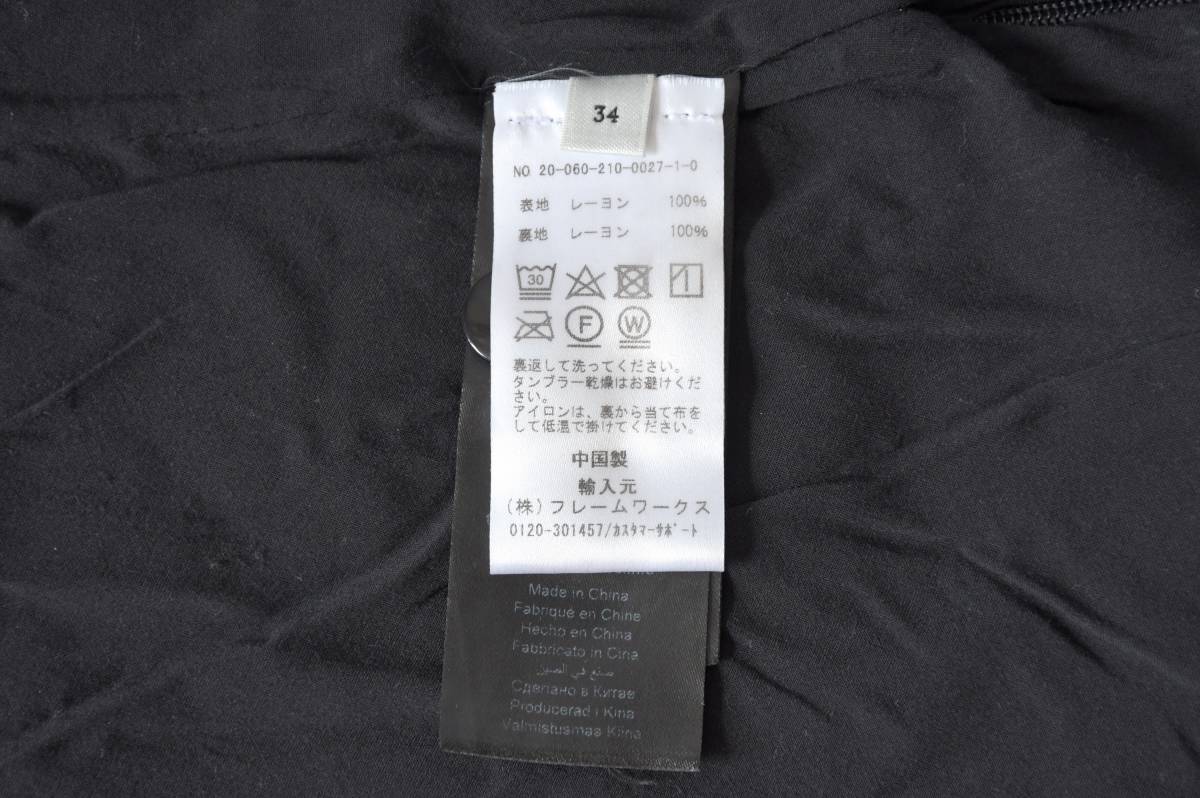 34
NO 20-060-210-0027-1-0
表地 レーヨン 100%
裏地 レーヨン 100%
30
F W
裏返して洗ってください。
タンブラー乾燥はお避けくだ
さい。
アイロンは、裏から当て布を
して低温で掛けてください。
中国製
輸入元
(株)フレームワークス
0120-301457/ｶｽﾀﾏｰｻﾎﾟｰﾄ
Made in China
Fabriqué en Chine
Hecho en China
Fabbricato in Cina
صنع في الصين
Сделано в Китае
Producerad i Kina
Valmistusmaa Kiina